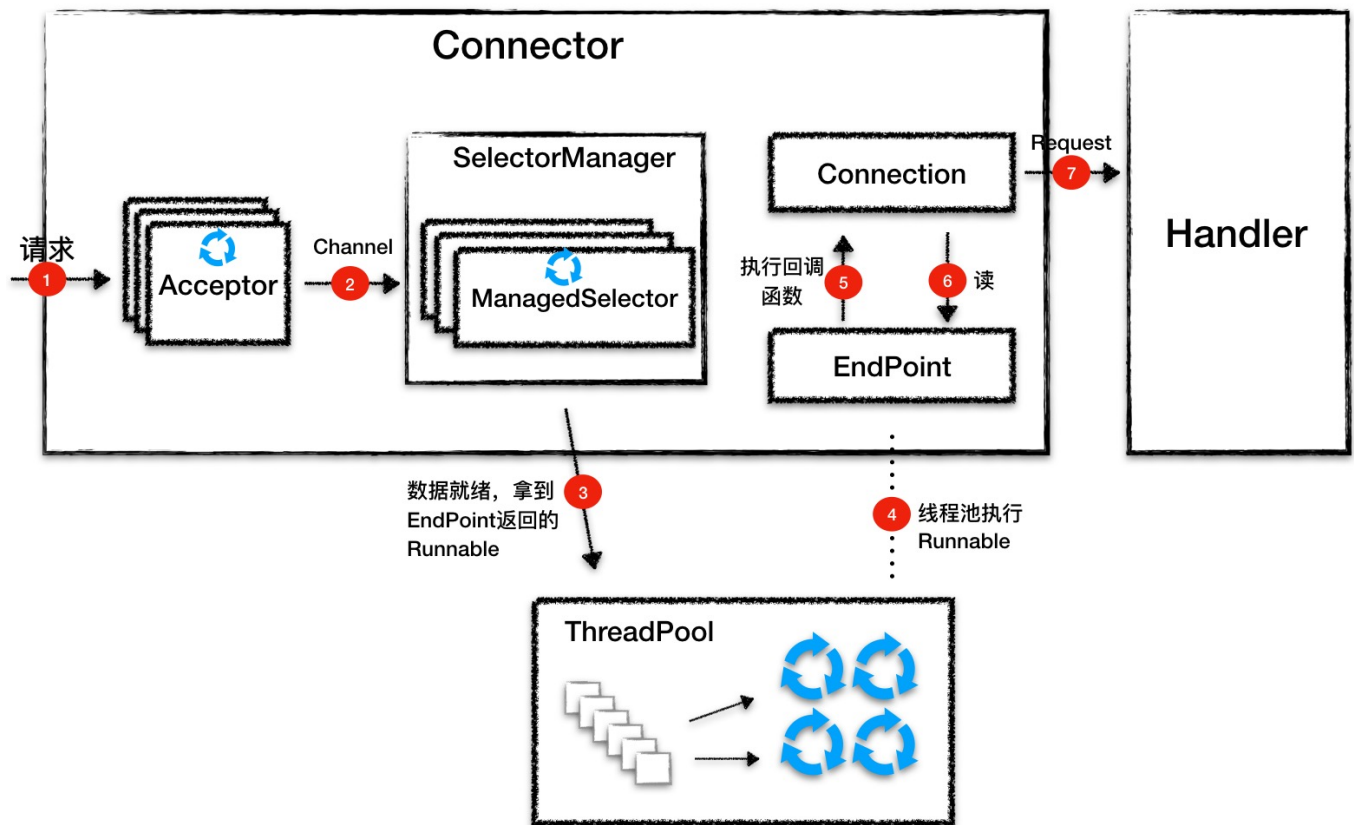 Connector
Request
7
SelectorManager
Connection
Handler
请求
1
Acceptor
Channel
2
ManagedSelector
执行回调
函数
5
6
读
EndPoint
数据就绪，拿到
EndPoint返回的
Runnable
3
4
线程池执行
Runnable
ThreadPool